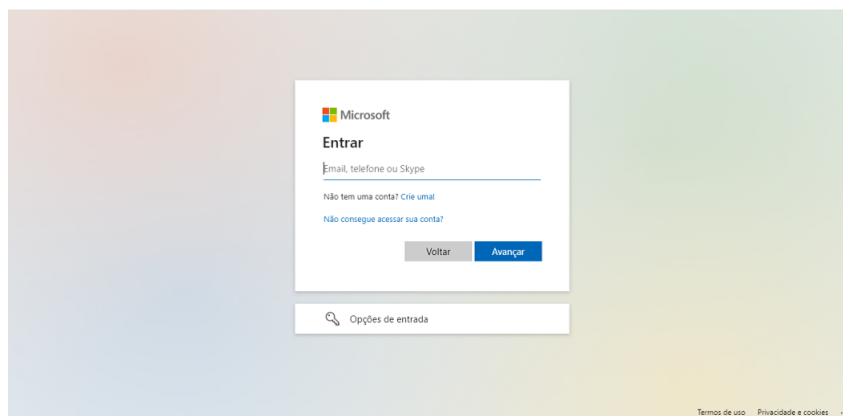 Microsoft
Entrar
Email, telefone ou Skype
Não tem uma conta? Crie uma!
Não consegue acessar sua conta?
Voltar Avançar
Opções de entrada
Termos de uso Privacidade e cookies